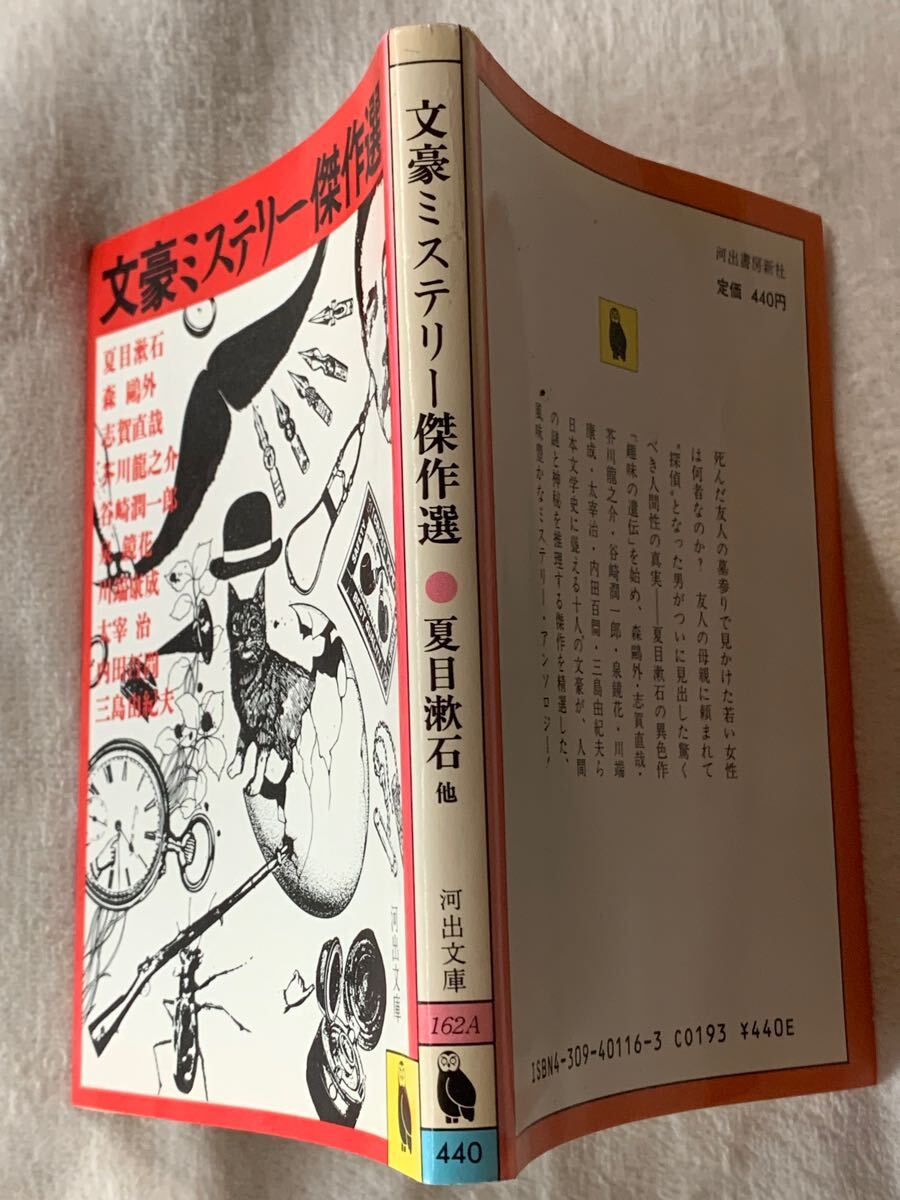 文豪ミステリー傑作選
夏目漱石
森 鷗外
志賀直哉
芥川龍之介
谷崎潤一郎
泉 鏡花
川端康成
太宰 治
内田百閒
三島由紀夫
河出文庫
文豪ミステリー傑作選
夏目漱石 他
河出文庫
162A
440
河出書房新社
定価 440円
死んだ友人の墓参りで見かけた若い女性
は何者なのか? 友人の母親に頼まれて
“探偵”となった男がついに見出した驚く
べき人間性の真実――夏目漱石の異色作
「趣味の遺伝」を始め、森鷗外・志賀直哉・
芥川龍之介・谷崎潤一郎・泉鏡花・川端
康成・太宰治・内田百閒・三島由紀夫ら
日本文学史に聳える十人の文豪が、人間
の謎と神秘を推理する傑作を精選した、
風味豊かなミステリー・アンソロジー!
ISBN4-309-40116-3 C0193 ¥440E